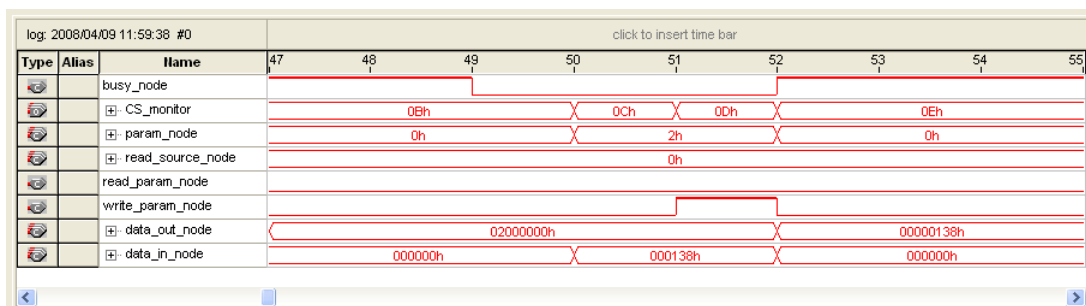 log: 2008/04/09 11:59:38 #0 click to insert time bar
Type Alias Name 47 48 49 50 51 52 53 54 55
busy_node
CS_monitor 0Bh 0Ch 0Dh 0Eh
param_node 0h 2h 0h
read_source_node 0h
read_param_node
write_param_node
data_out_node 02000000h 00000138h
data_in_node 000000h 000138h 000000h